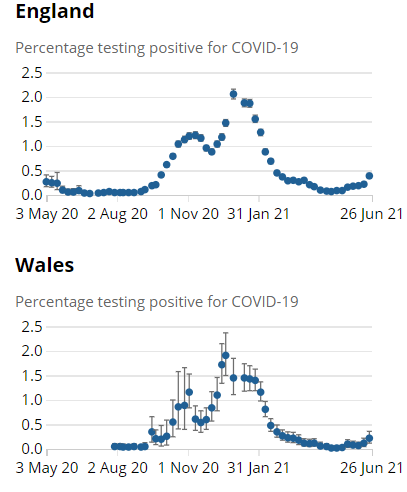 England
Percentage testing positive for COVID-19
2.5
2.0
1.5
1.0
0.5
0.0
3 May 20 2 Aug 20 1 Nov 20 31 Jan 21 26 Jun 21
Wales
Percentage testing positive for COVID-19
2.5
2.0
1.5
1.0
0.5
0.0
3 May 20 2 Aug 20 1 Nov 20 31 Jan 21 26 Jun 21